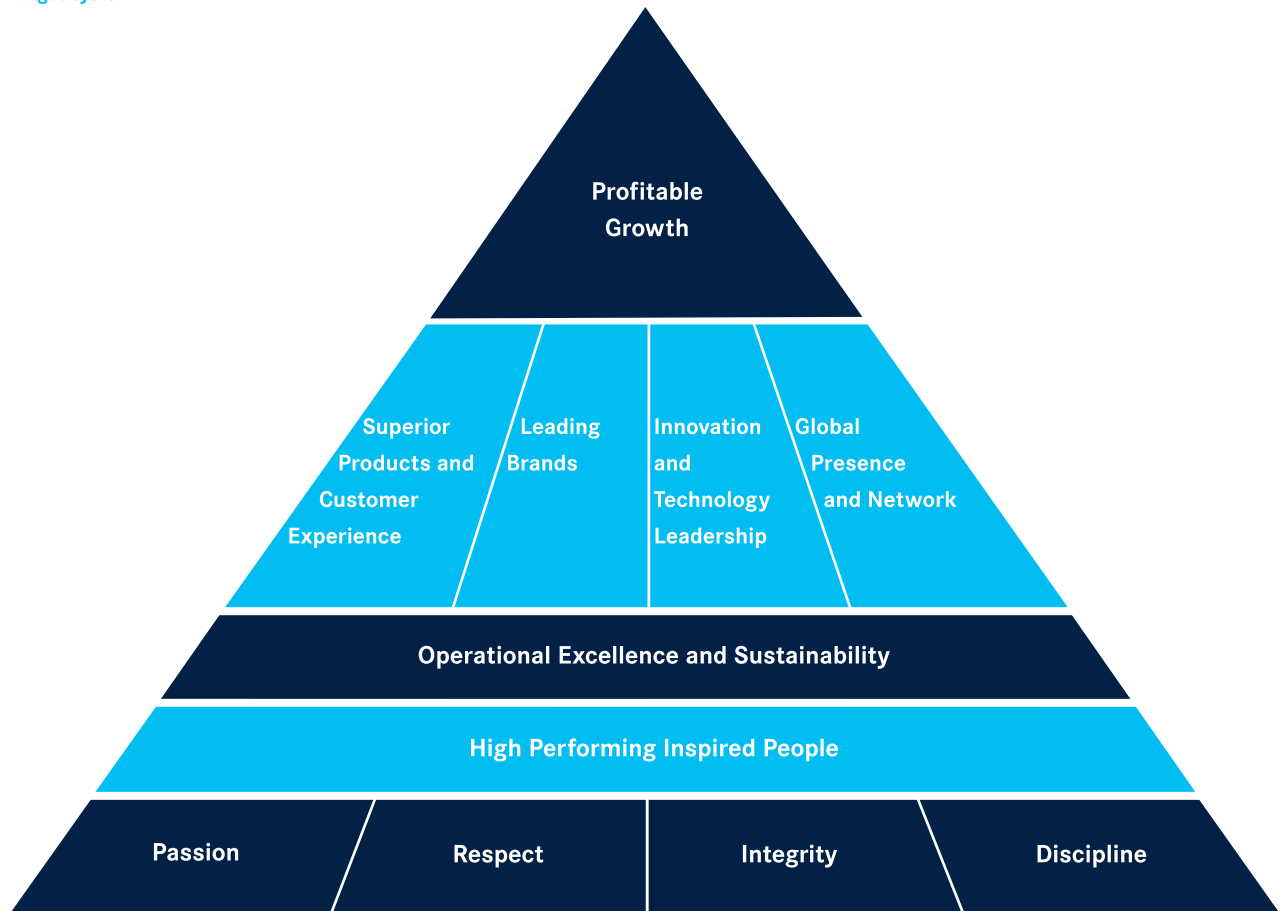 Profitable
Growth
Superior
Products and
Customer
Experience
Leading
Brands
Innovation
and
Technology
Leadership
Global
Presence
and Network
Operational Excellence and Sustainability
High Performing Inspired People
Passion
Respect
Integrity
Discipline